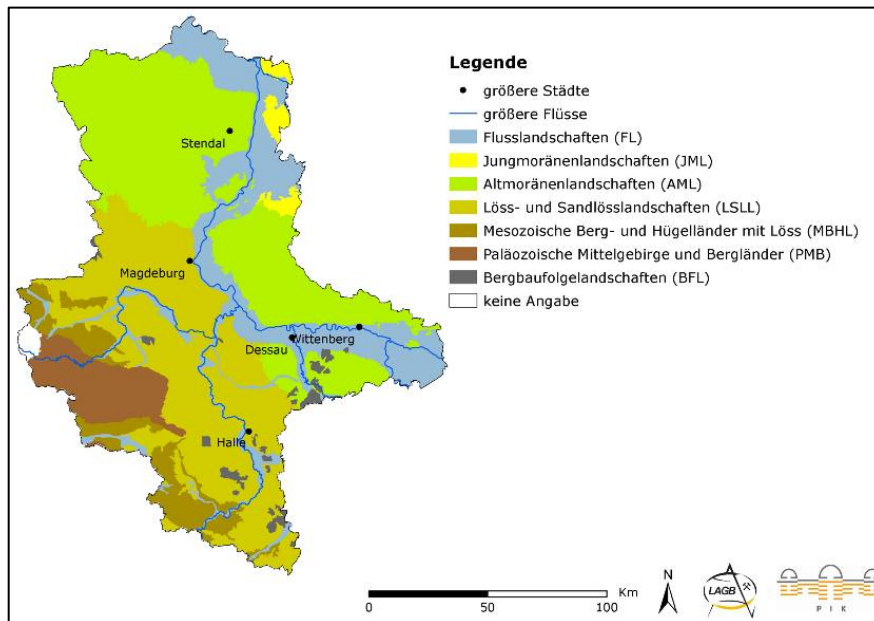 Legende
größere Städte
größere Flüsse
Flusslandschaften (FL)
Jungmoränenlandschaften (JML)
Altmoränenlandschaften (AML)
Löss- und Sandlösslandschaften (LSLL)
Mesozoische Berg- und Hügelländer mit Löss (MBHL)
Paläozoische Mittelgebirge und Bergländer (PMB)
Bergbaufolgelandschaften (BFL)
keine Angabe
Stendal
Magdeburg
Dessau
Wittenberg
Halle
Km
0 50 100
N
LAGB
P I K